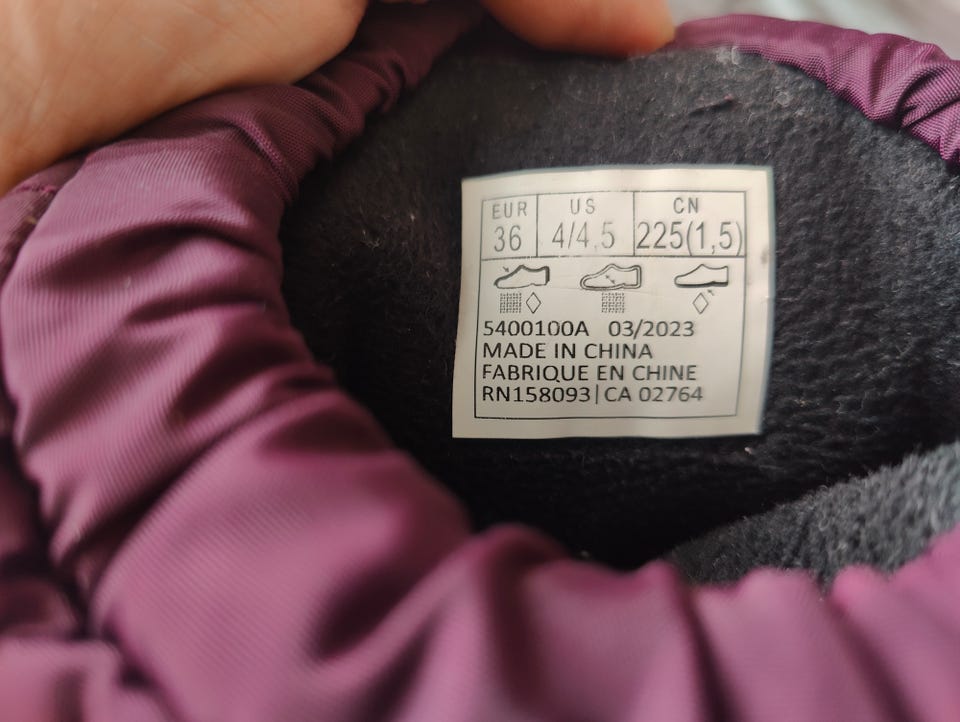 EUR US CN
36 4/4,5 225(1,5)
5400100A 03/2023
MADE IN CHINA
FABRIQUE EN CHINE
RN158093|CA 02764